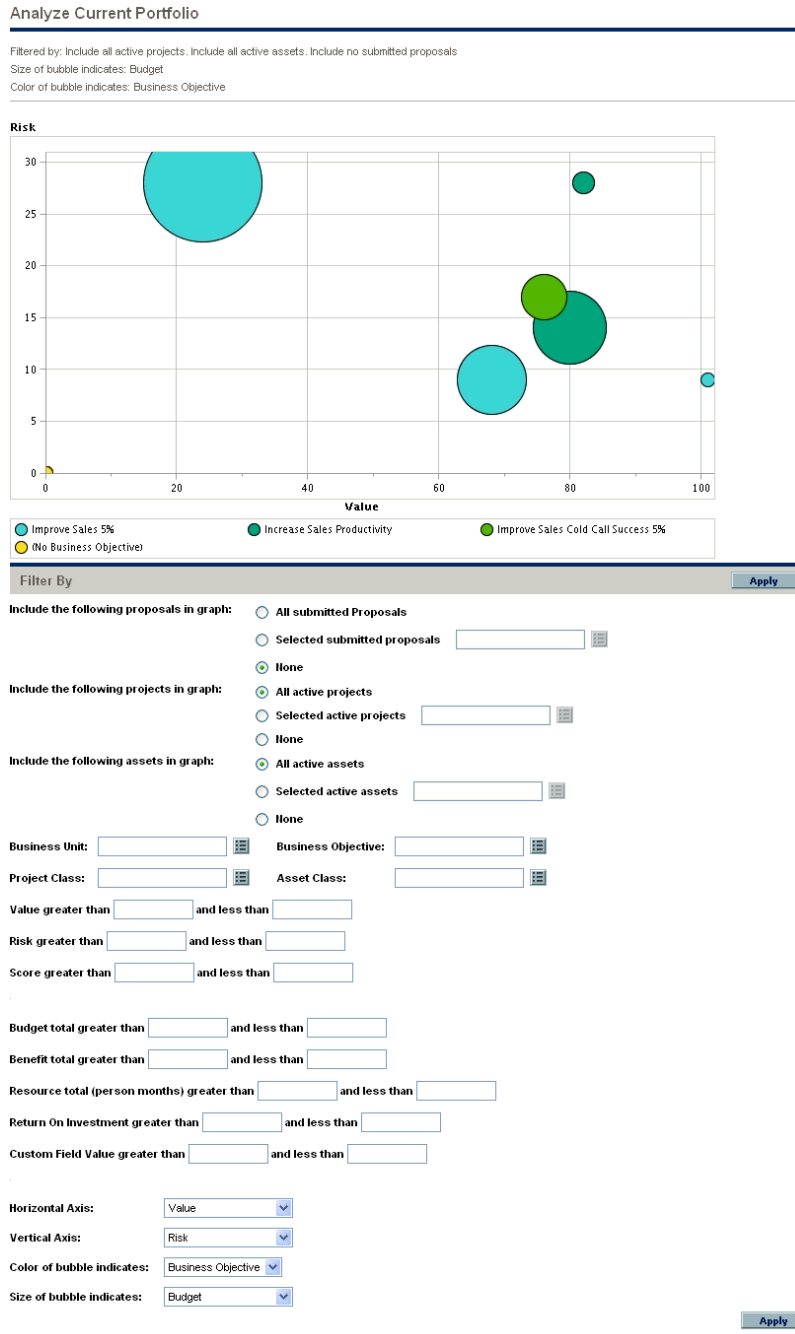 Analyze Current Portfolio
Filtered by: Include all active projects. Include all active assets. Include no submitted proposals
Size of bubble indicates: Budget
Color of bubble indicates: Business Objective
Risk
30
25
20
15
10
5
0
0 20 40 60 80 100
Value
Improve Sales 5% Increase Sales Productivity Improve Sales Cold Call Success 5%
(No Business Objective)
Filter By Apply
Include the following proposals in graph: All submitted Proposals
Selected submitted proposals
None
Include the following projects in graph: All active projects
Selected active projects
None
Include the following assets in graph: All active assets
Selected active assets
None
Business Unit: Business Objective:
Project Class: Asset Class:
Value greater than and less than
Risk greater than and less than
Score greater than and less than
Budget total greater than and less than
Benefit total greater than and less than
Resource total (person months) greater than and less than
Return On Investment greater than and less than
Custom Field Value greater than and less than
Horizontal Axis: Value
Vertical Axis: Risk
Color of bubble indicates: Business Objective
Size of bubble indicates: Budget
Apply